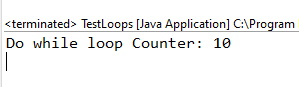 <terminated> TestLoops [Java Application] C:\Program
Do while loop Counter: 10